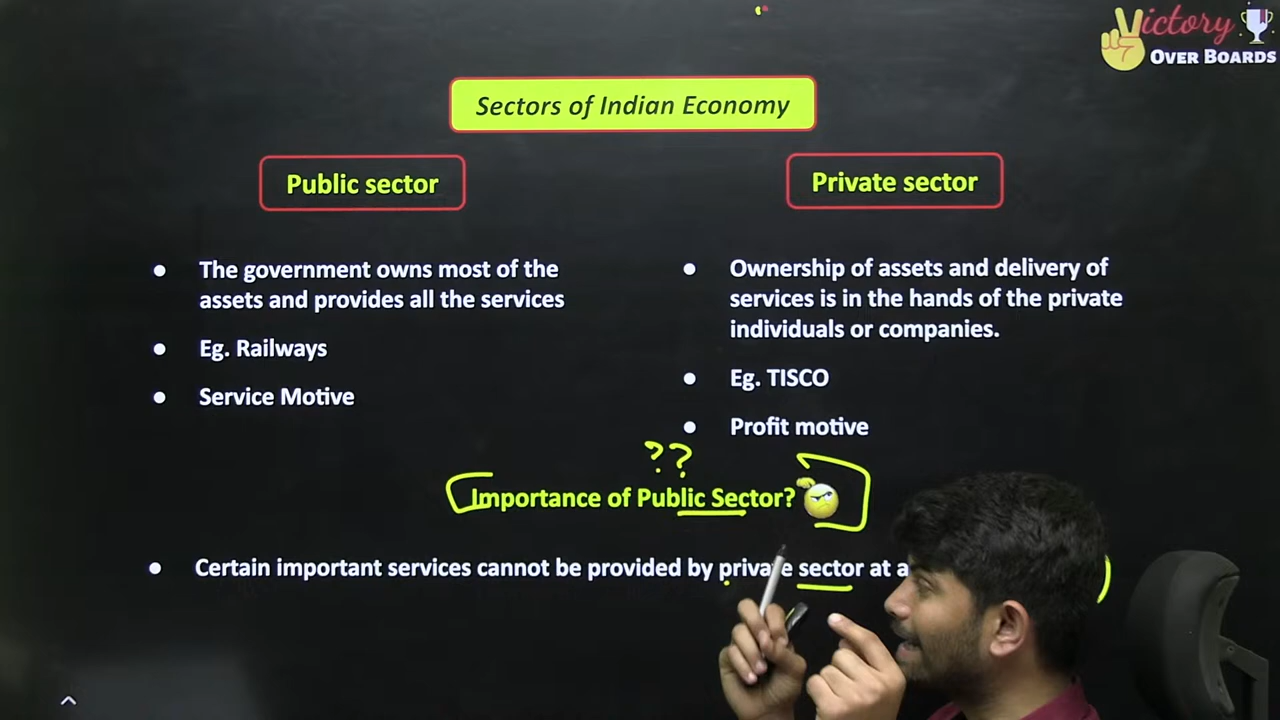 Victory
OVER BOARDS
Sectors of Indian Economy
Public sector
Private sector
The government owns most of the
assets and provides all the services
Eg. Railways
Service Motive
Ownership of assets and delivery of
services is in the hands of the private
individuals or companies.
Eg. TISCO
Profit motive
??
Importance of Public Sector?
Certain important services cannot be provided by private sector at a